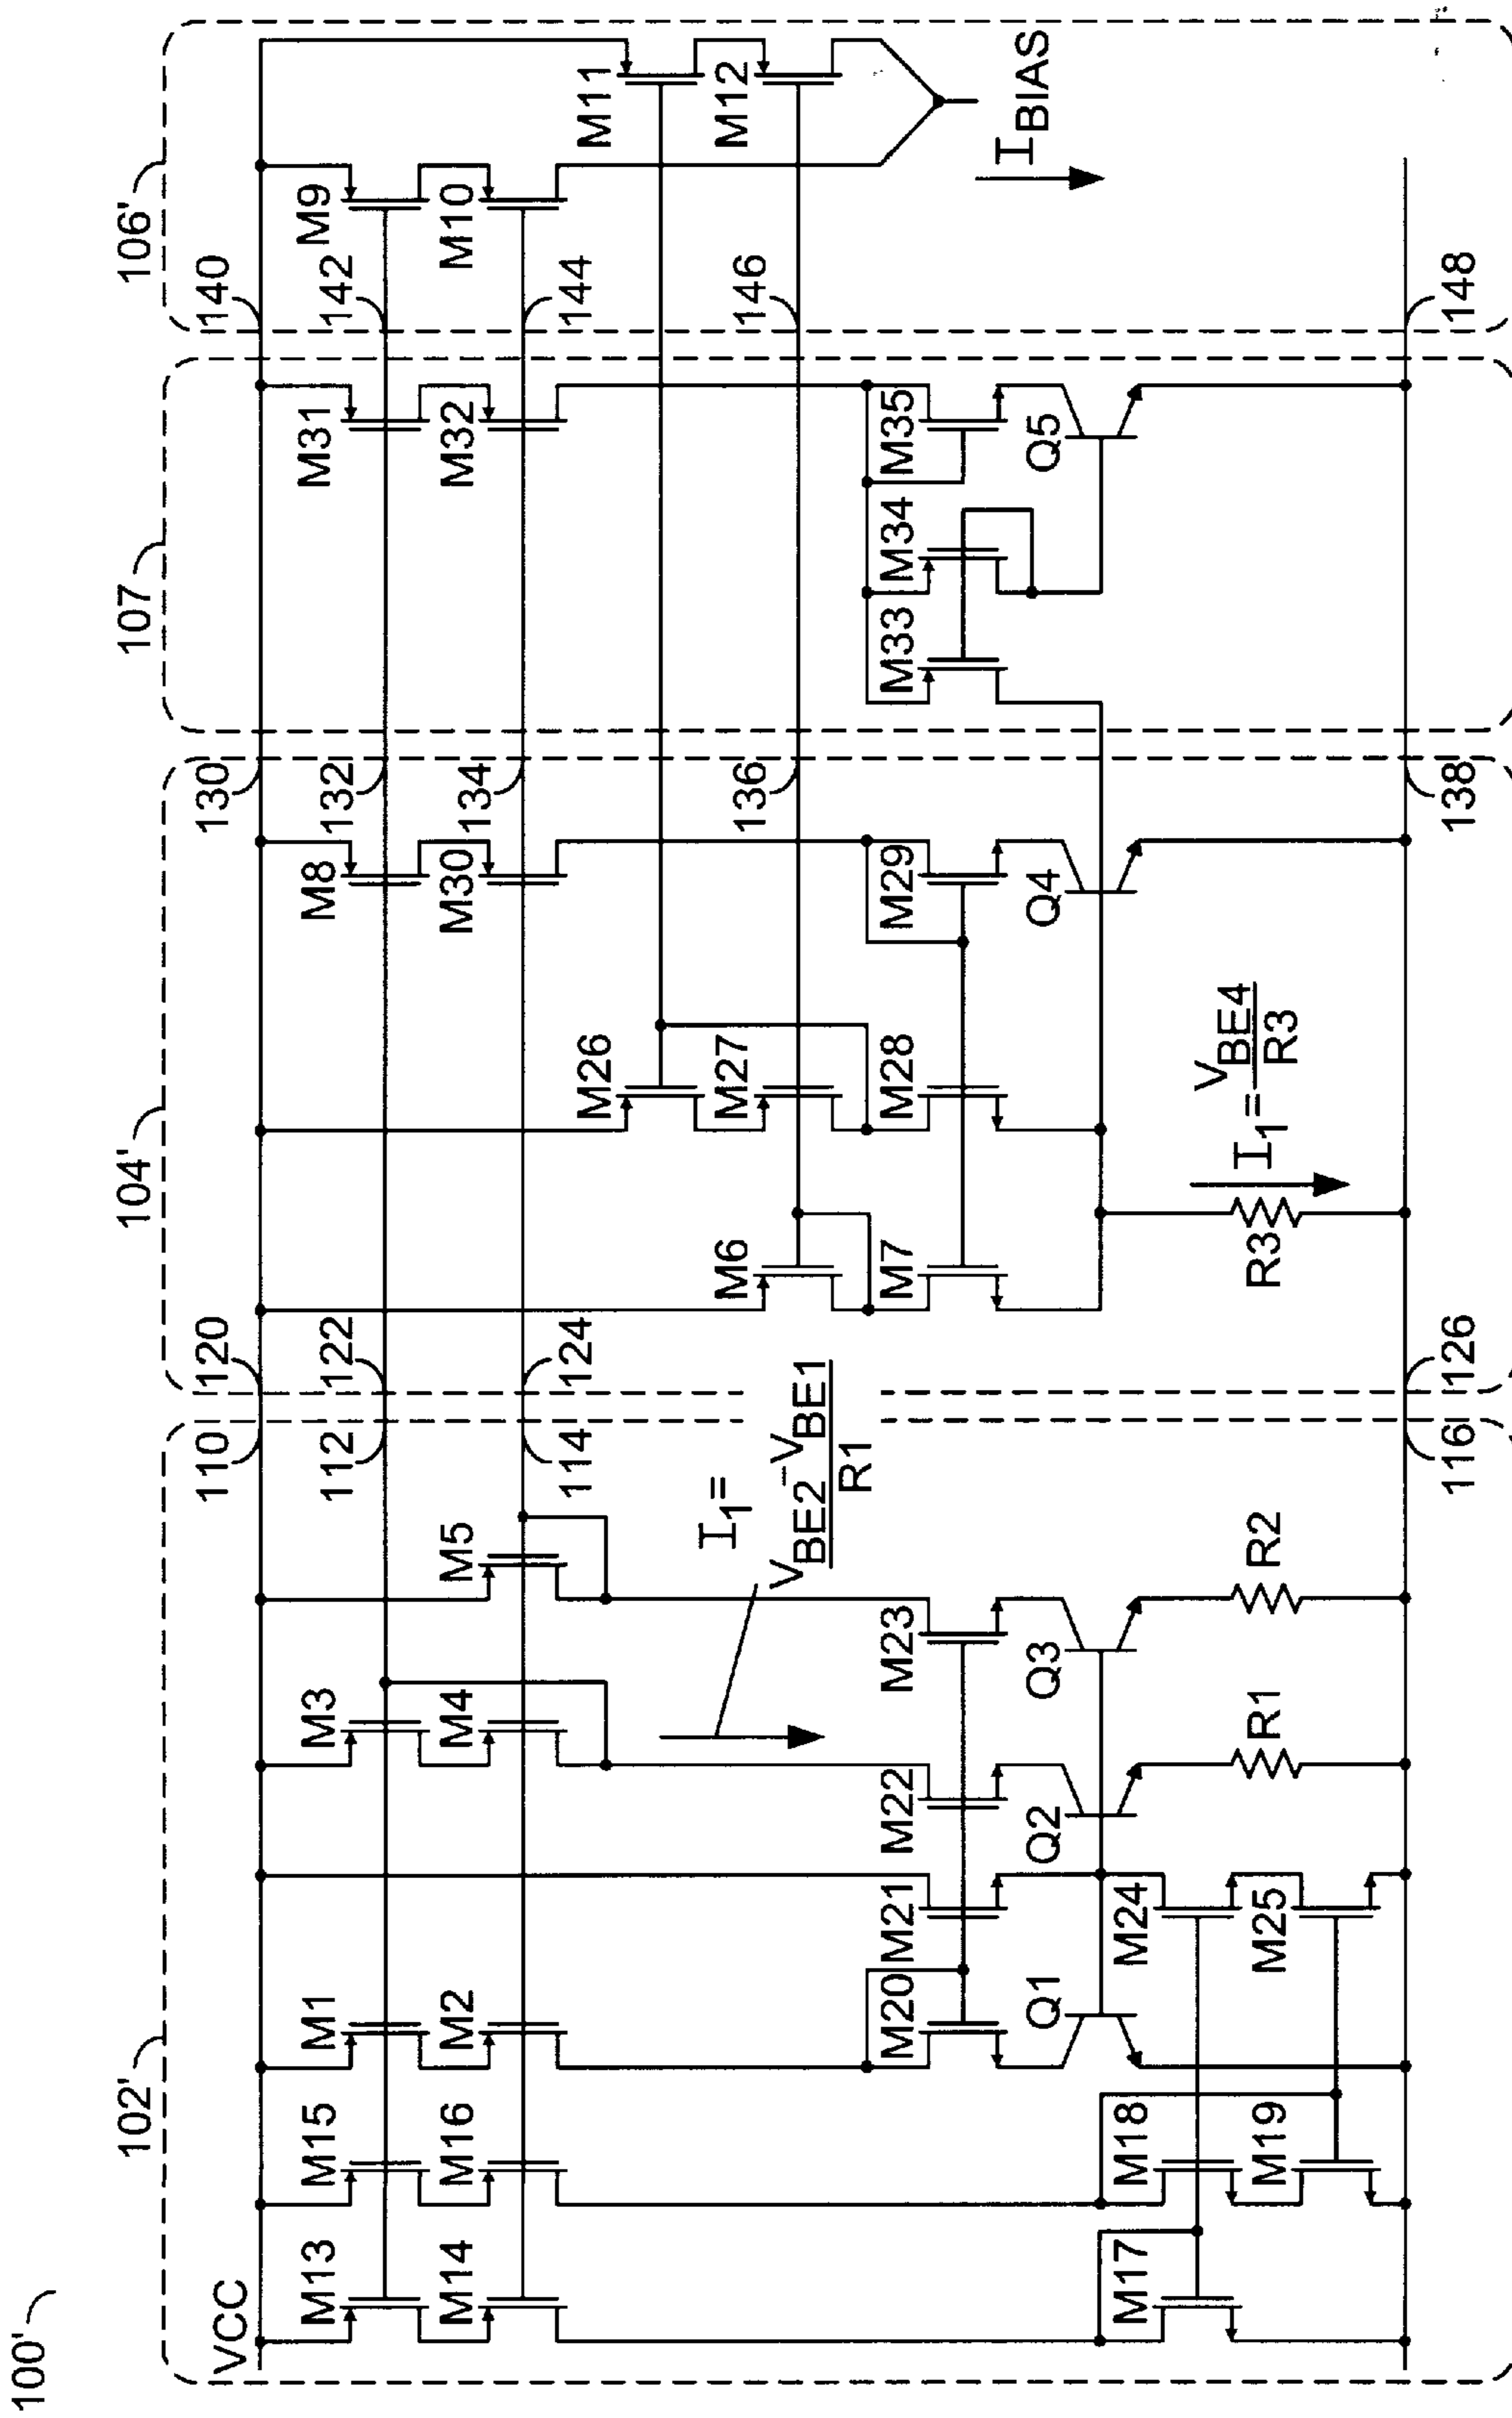 100'
102'
104'
107
106'
VCC
110
120
130
140
112
122
132
142
114
124
134
144
136
146
116
126
138
148
M13
M15
M1
M3
M8
M31
M9
M14
M16
M2
M4
M5
M30
M32
M10
M26
M11
M6
M27
M12
I1=
VBE2-VBE1
R1
M20
M21
M22
M23
M7
M28
M29
M33
M34
M35
Q1
Q2
Q3
Q4
Q5
IBIAS
M17
M18
M24
M19
M25
R1
R2
R3
I1=
VBE4
R3